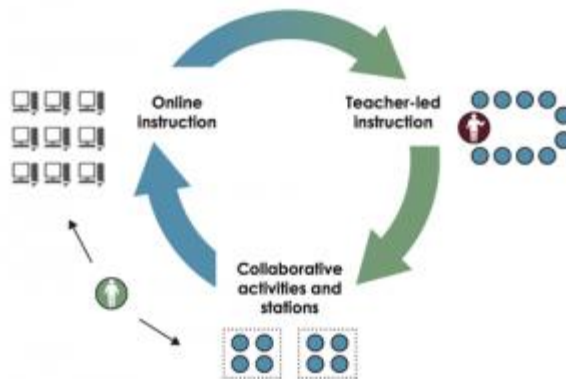 Online
instruction
Teacher-led
instruction
Collaborative
activities and
stations